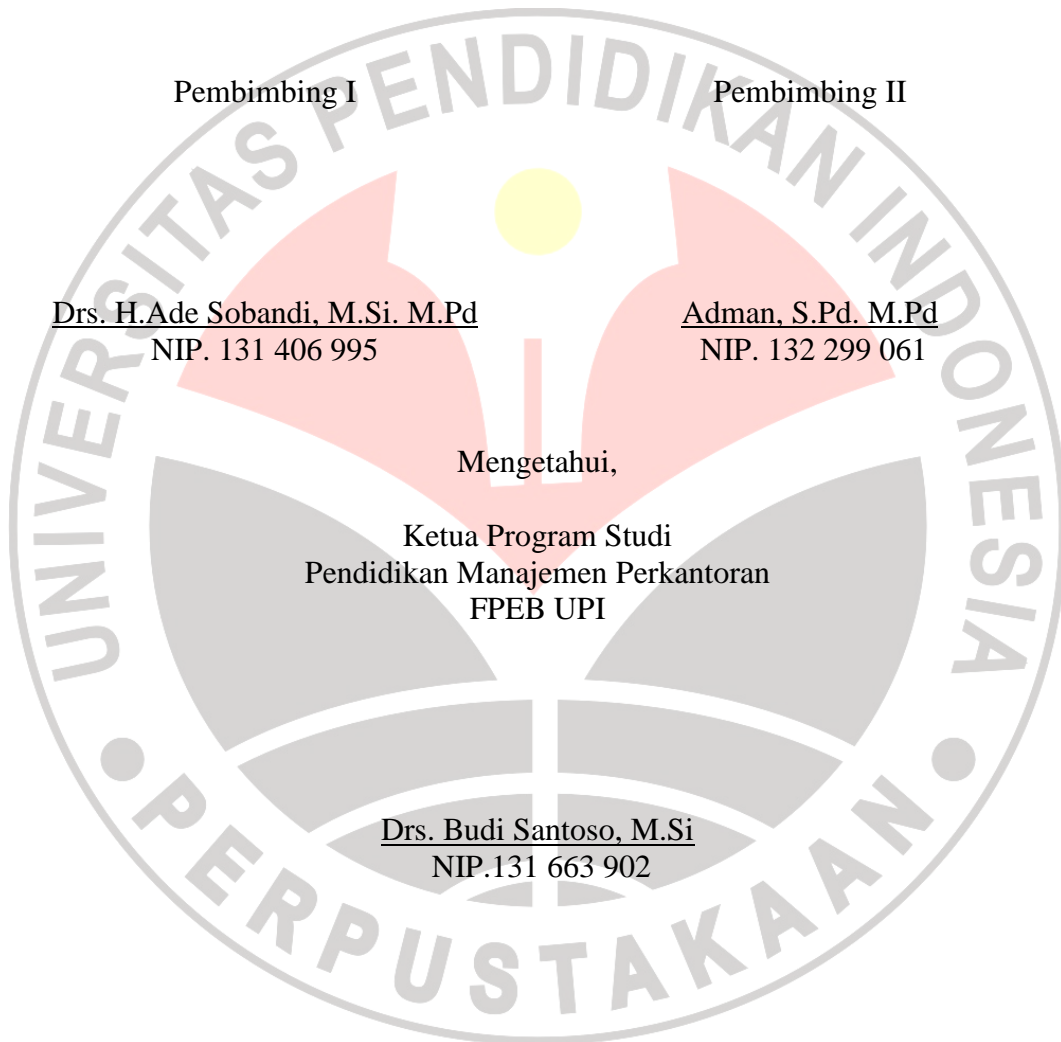 Pembimbing I
Pembimbing II
Drs. H.Ade Sobandi, M.Si. M.Pd
NIP. 131 406 995
Adman, S.Pd. M.Pd
NIP. 132 299 061
Mengetahui,
Ketua Program Studi
Pendidikan Manajemen Perkantoran
FPEB UPI
Drs. Budi Santoso, M.Si
NIP.131 663 902
UNIVERSITAS PENDIDIKAN INDONESIA
PERPUSTAKAAN